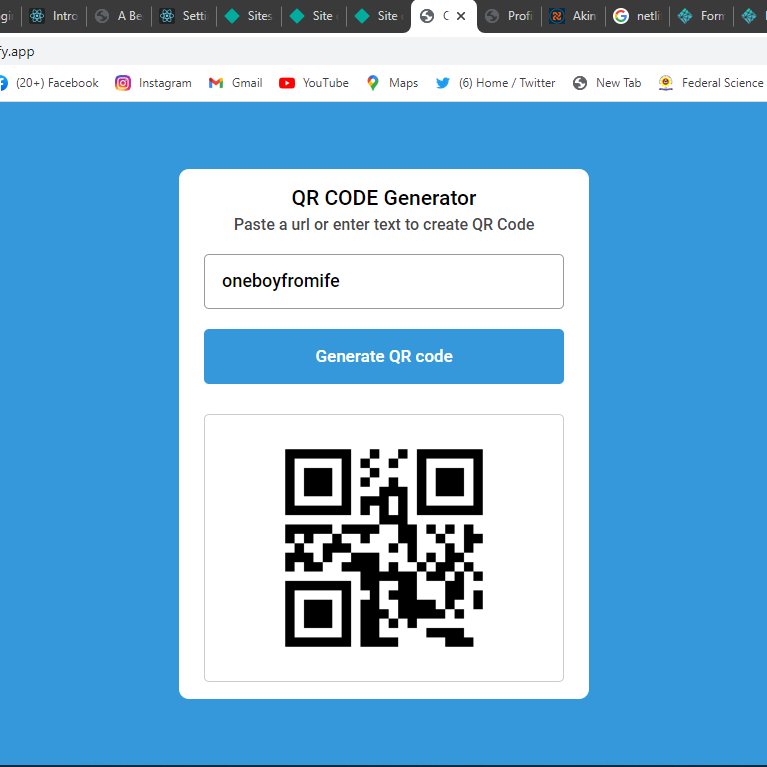 Intro
A Be
Setti
Sites
Site
Site
Profi
Akin
netli
Form
fy.app
(20+) Facebook
Instagram
Gmail
YouTube
Maps
(6) Home / Twitter
New Tab
Federal Science
QR CODE Generator
Paste a url or enter text to create QR Code
oneboyfromife
Generate QR code